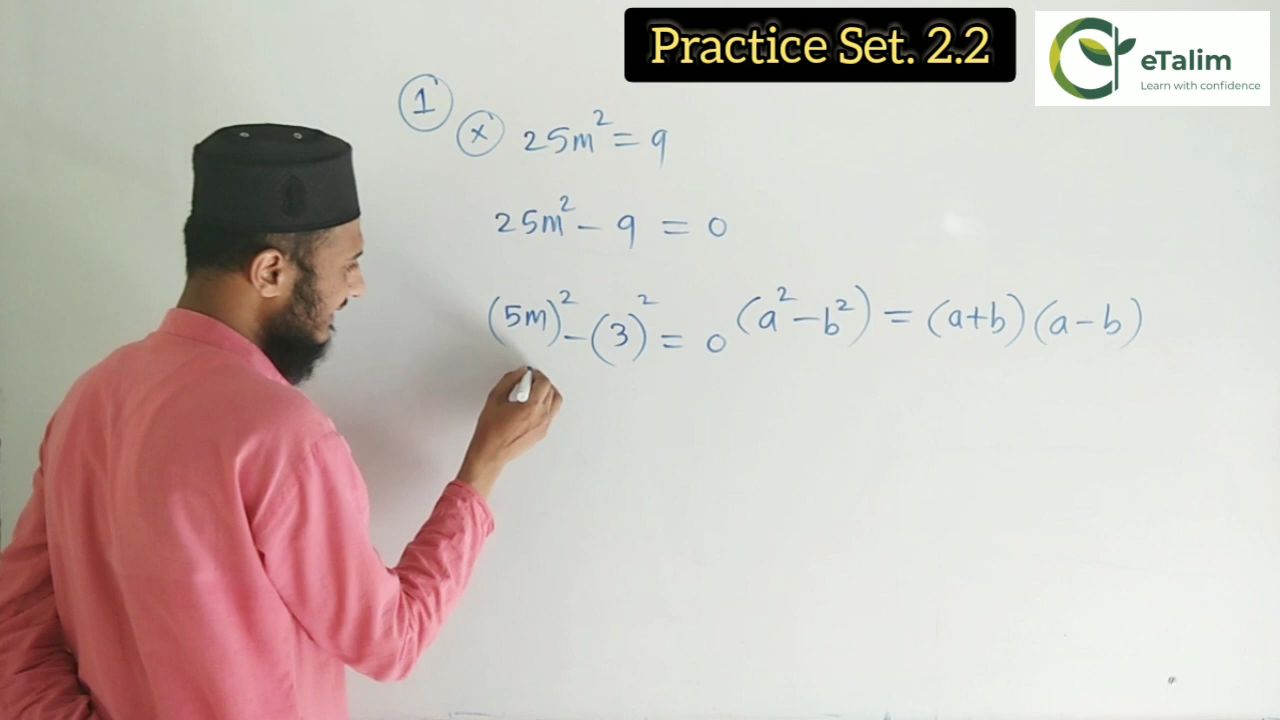 Practice Set. 2.2
eTalim
Learn with confidence
1
x 25m² = 9
25m² - 9 = 0
(5m)² - (3)² = 0 (a² - b²) = (a+b) (a - b)